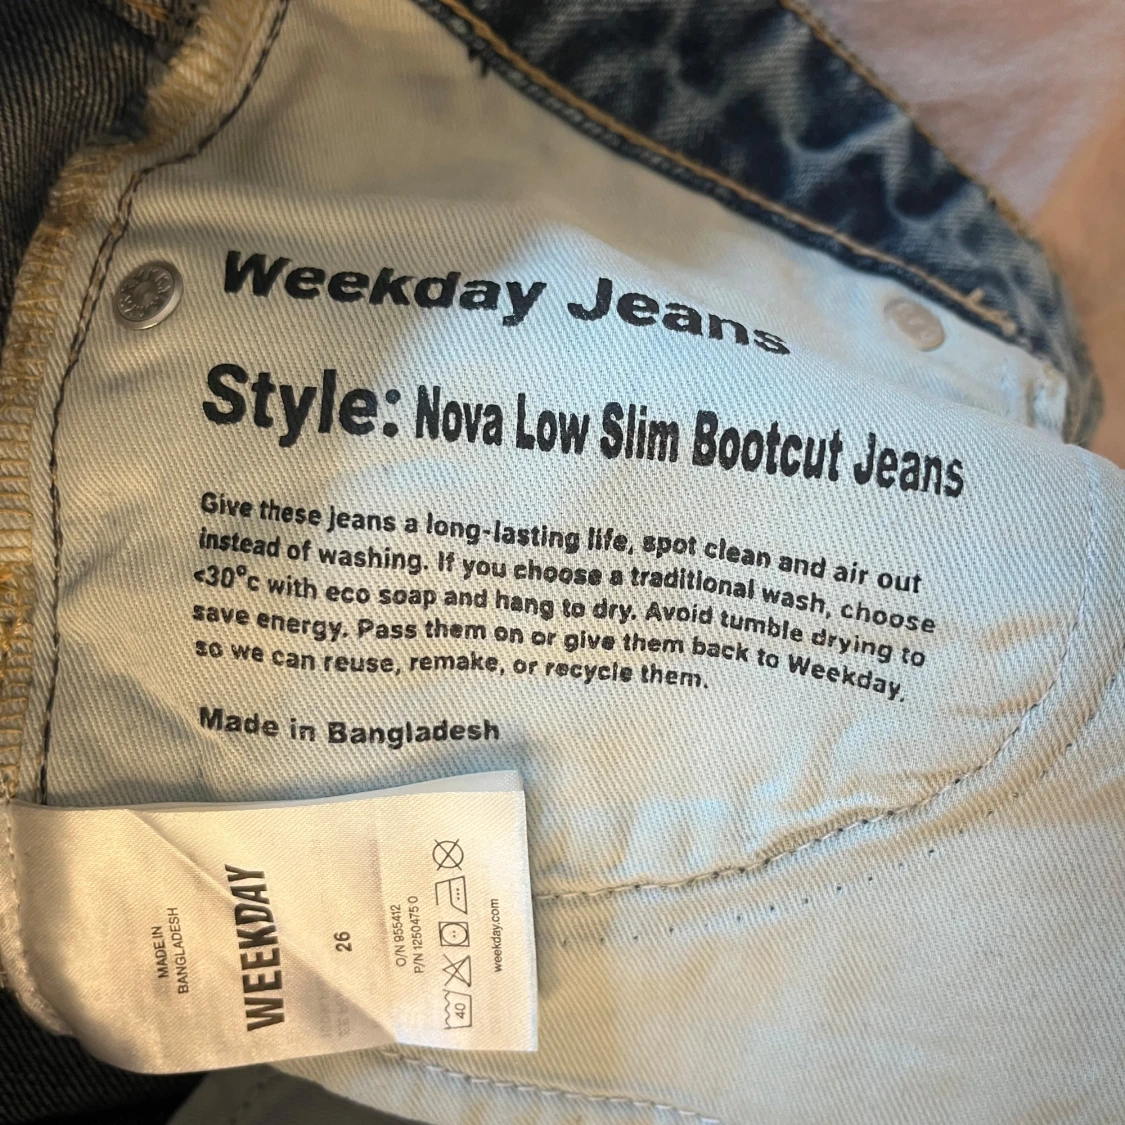 Weekday Jeans
Style: Nova Low Slim Bootcut Jeans
Give these jeans a long-lasting life, spot clean and air out
instead of washing. If you choose a traditional wash, choose
<30°c with eco soap and hang to dry. Avoid tumble drying to
save energy. Pass them on or give them back to Weekday,
so we can reuse, remake, or recycle them.
Made in Bangladesh
MADE IN
BANGLADESH
WEEKDAY
26
O/N 955412
P/N 1250475 0
40
weekday.com